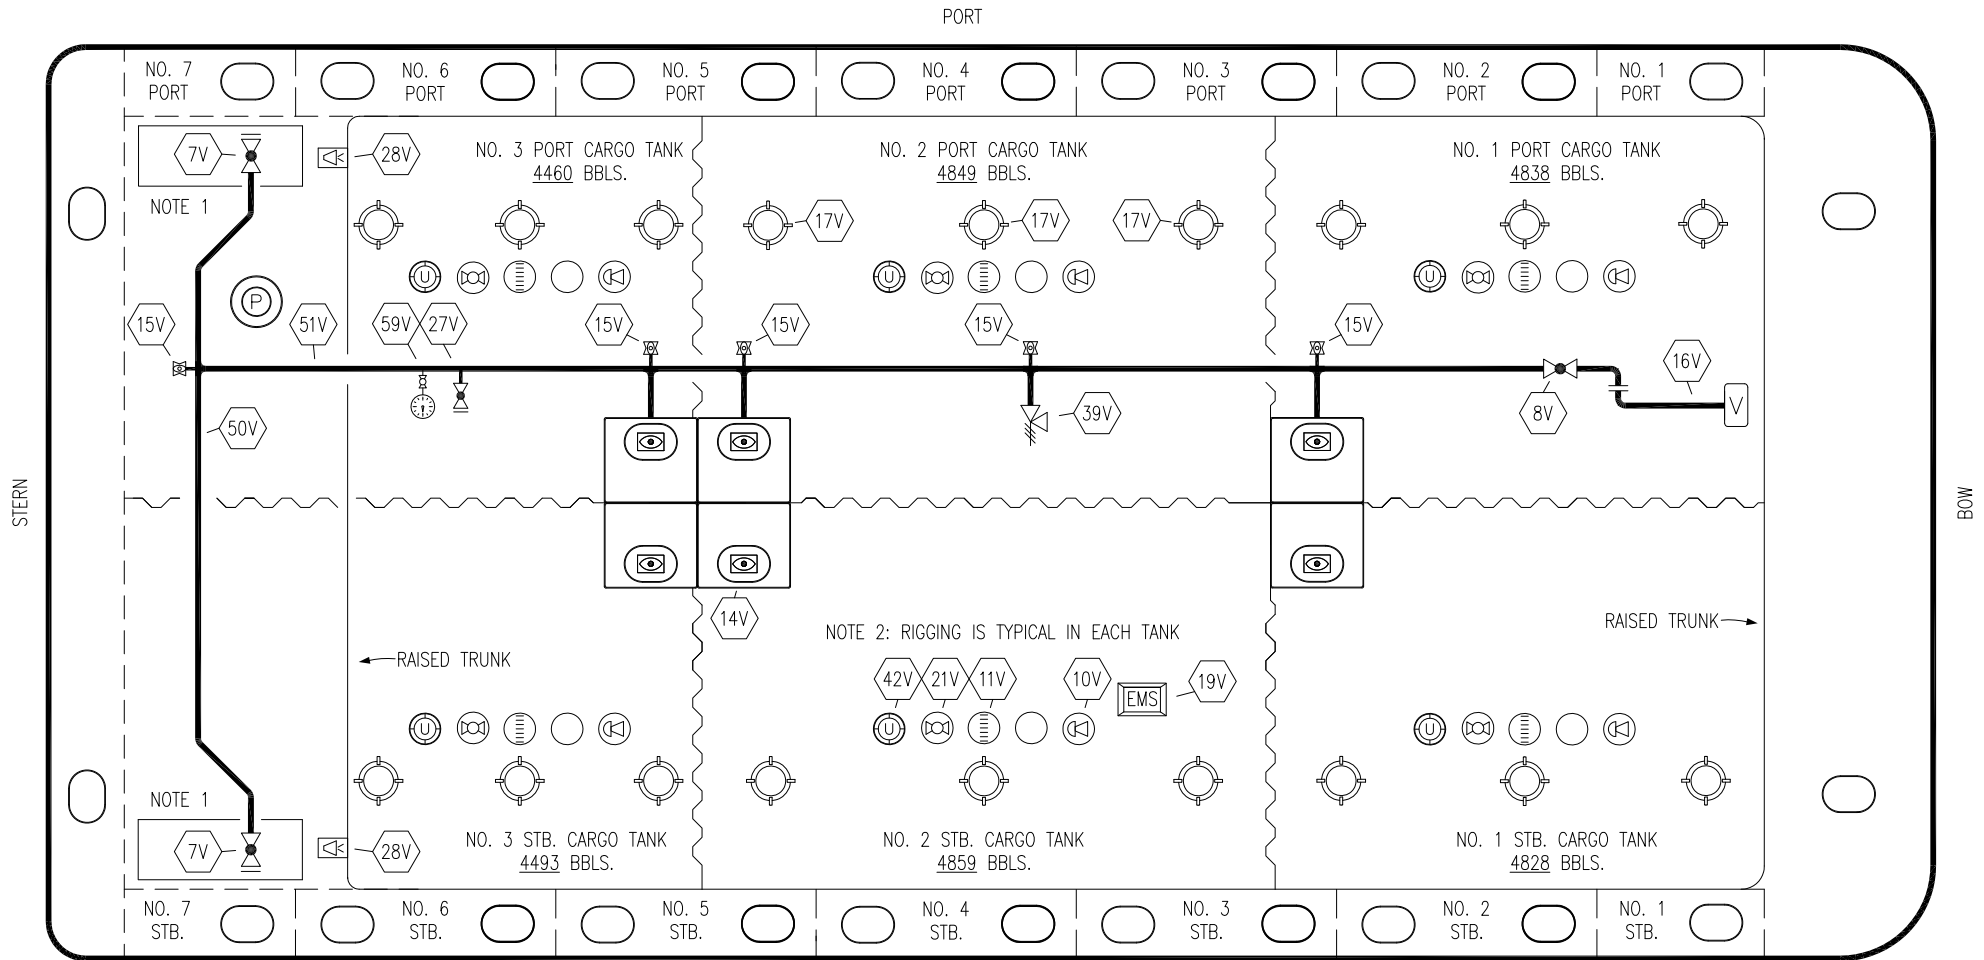 PORT
NO. 7
PORT
NO. 6
PORT
NO. 5
PORT
NO. 4
PORT
NO. 3
PORT
NO. 2
PORT
NO. 1
PORT
7V
28V
NOTE 1
NO. 3 PORT CARGO TANK
4460 BBLS.
NO. 2 PORT CARGO TANK
4849 BBLS.
NO. 1 PORT CARGO TANK
4838 BBLS.
17V
17V
17V
U
U
U
P
15V
51V
59V
27V
15V
15V
15V
15V
16V
V
50V
39V
8V
STERN
BOW
14V
NOTE 2: RIGGING IS TYPICAL IN EACH TANK
RAISED TRUNK
RAISED TRUNK
42V
21V
11V
10V
EMS
19V
U
U
U
NOTE 1
7V
28V
NO. 3 STB. CARGO TANK
4493 BBLS.
NO. 2 STB. CARGO TANK
4859 BBLS.
NO. 1 STB. CARGO TANK
4828 BBLS.
NO. 7
STB.
NO. 6
STB.
NO. 5
STB.
NO. 4
STB.
NO. 3
STB.
NO. 2
STB.
NO. 1
STB.